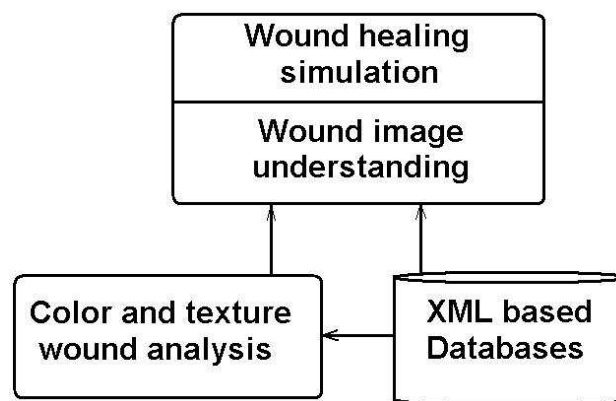 Wound healing
simulation
Wound image
understanding
Color and texture
wound analysis
XML based
Databases